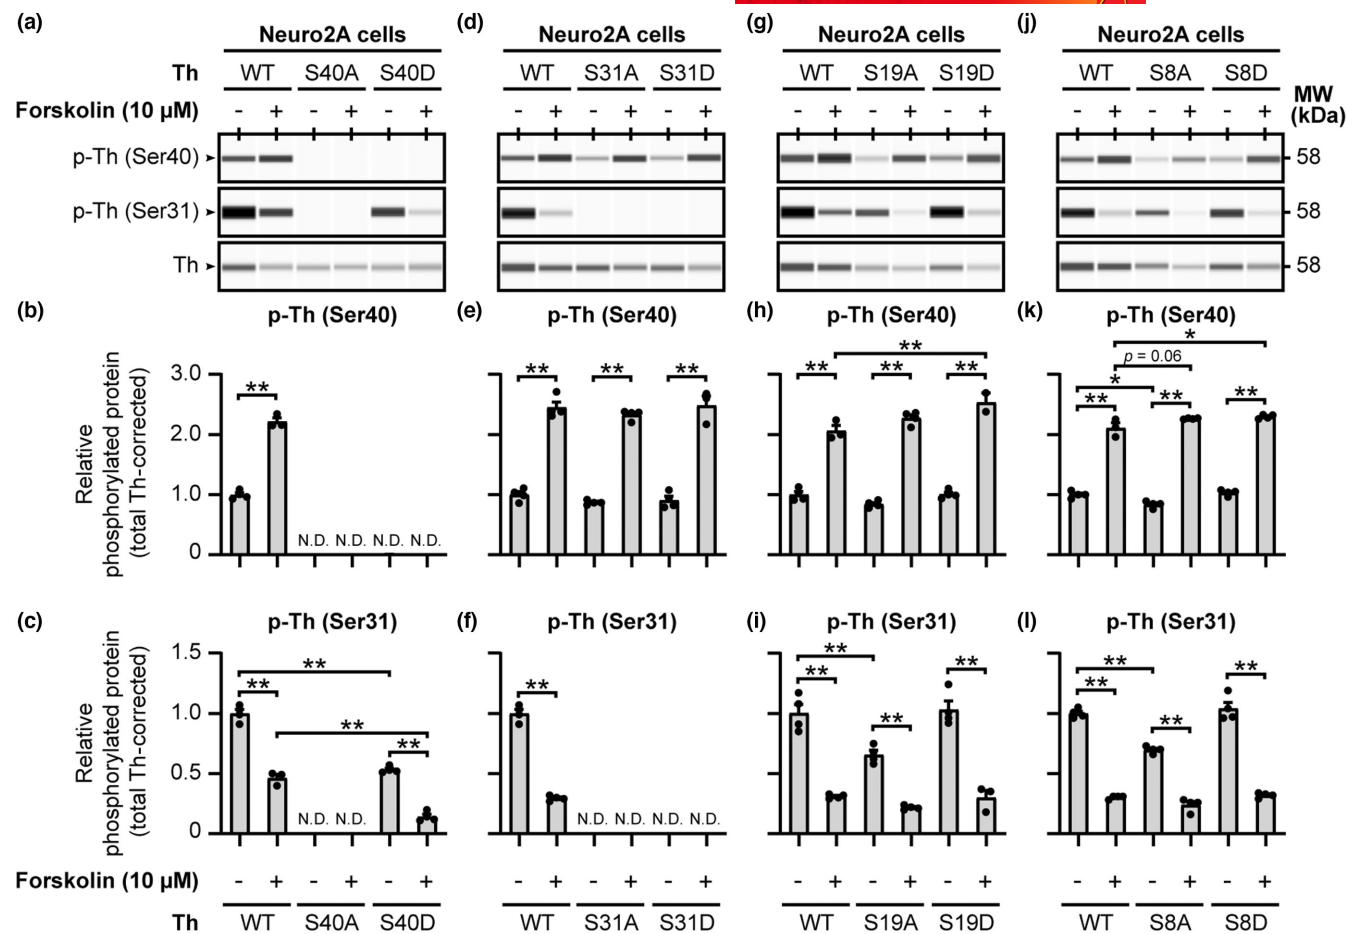 (a) (d) (g) (j)
Neuro2A cells Neuro2A cells Neuro2A cells Neuro2A cells
Th WT S40A S40D WT S31A S31D WT S19A S19D WT S8A S8D
MW
(kDa)
Forskolin (10 µM) - + - + - + - + - + - + - + - + - + - + - + - +
p-Th (Ser40) 58
p-Th (Ser31) 58
Th 58
(b) (e) (h) (k)
p-Th (Ser40) p-Th (Ser40) p-Th (Ser40) p-Th (Ser40)
Relative
phosphorylated protein
(total Th-corrected)
3.0
2.0
1.0
0
**
N.D. N.D. N.D. N.D.
** ** **
** ** ** **
*
p = 0.06
*
** ** **
(c) (f) (i) (l)
p-Th (Ser31) p-Th (Ser31) p-Th (Ser31) p-Th (Ser31)
Relative
phosphorylated protein
(total Th-corrected)
1.5
1.0
0.5
0
**
**
**
**
N.D. N.D.
**
N.D. N.D. N.D. N.D.
**
** **
**
**
** **
**
Forskolin (10 µM) - + - + - + - + - + - + - + - + - + - + - + - +
Th WT S40A S40D WT S31A S31D WT S19A S19D WT S8A S8D